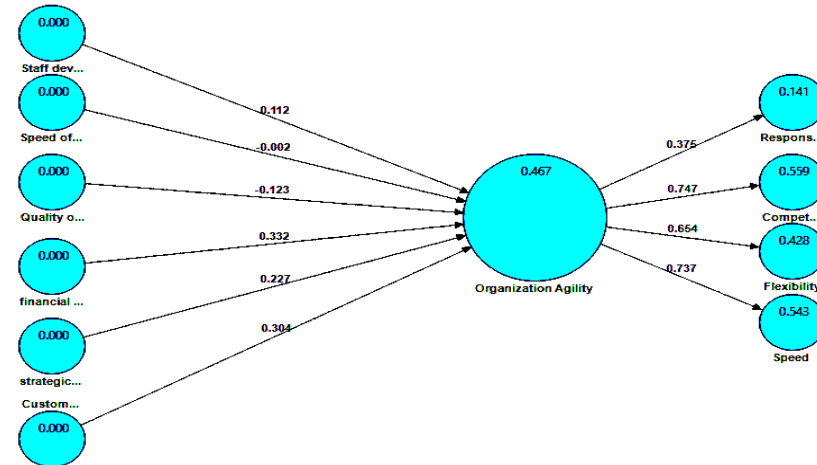 0.000
Staff dev...
0.000
Speed of...
0.000
Quality o...
0.000
financial ...
0.000
strategic...
Custom...
0.000
0.112
-0.002
-0.123
0.332
0.227
0.304
0.467
Organization Agility
0.375
0.747
0.654
0.737
0.141
Respons..
0.559
Compet..
0.428
Flexibility
0.543
Speed